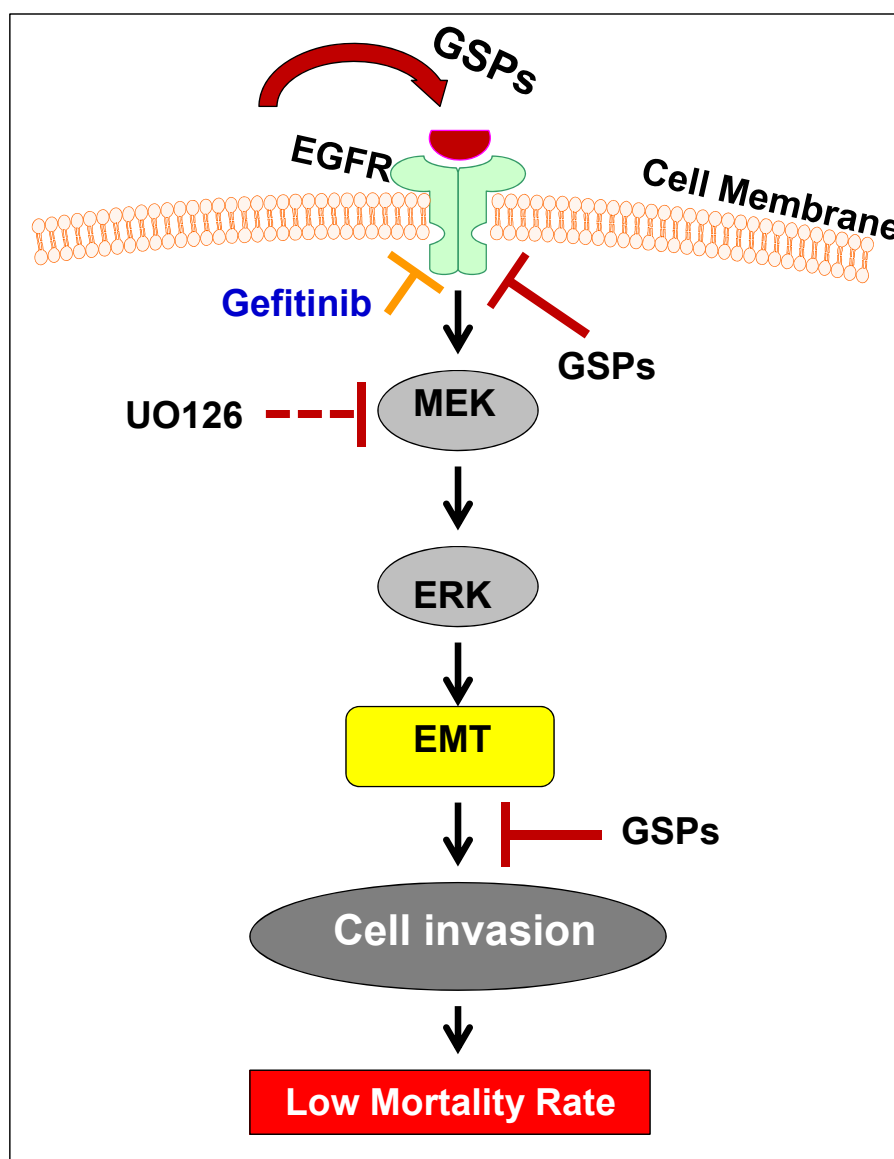 GSPs
EGFR
Cell Membrane
Gefitinib
GSPs
MEK
UO126
ERK
EMT
GSPs
Cell invasion
Low Mortality Rate